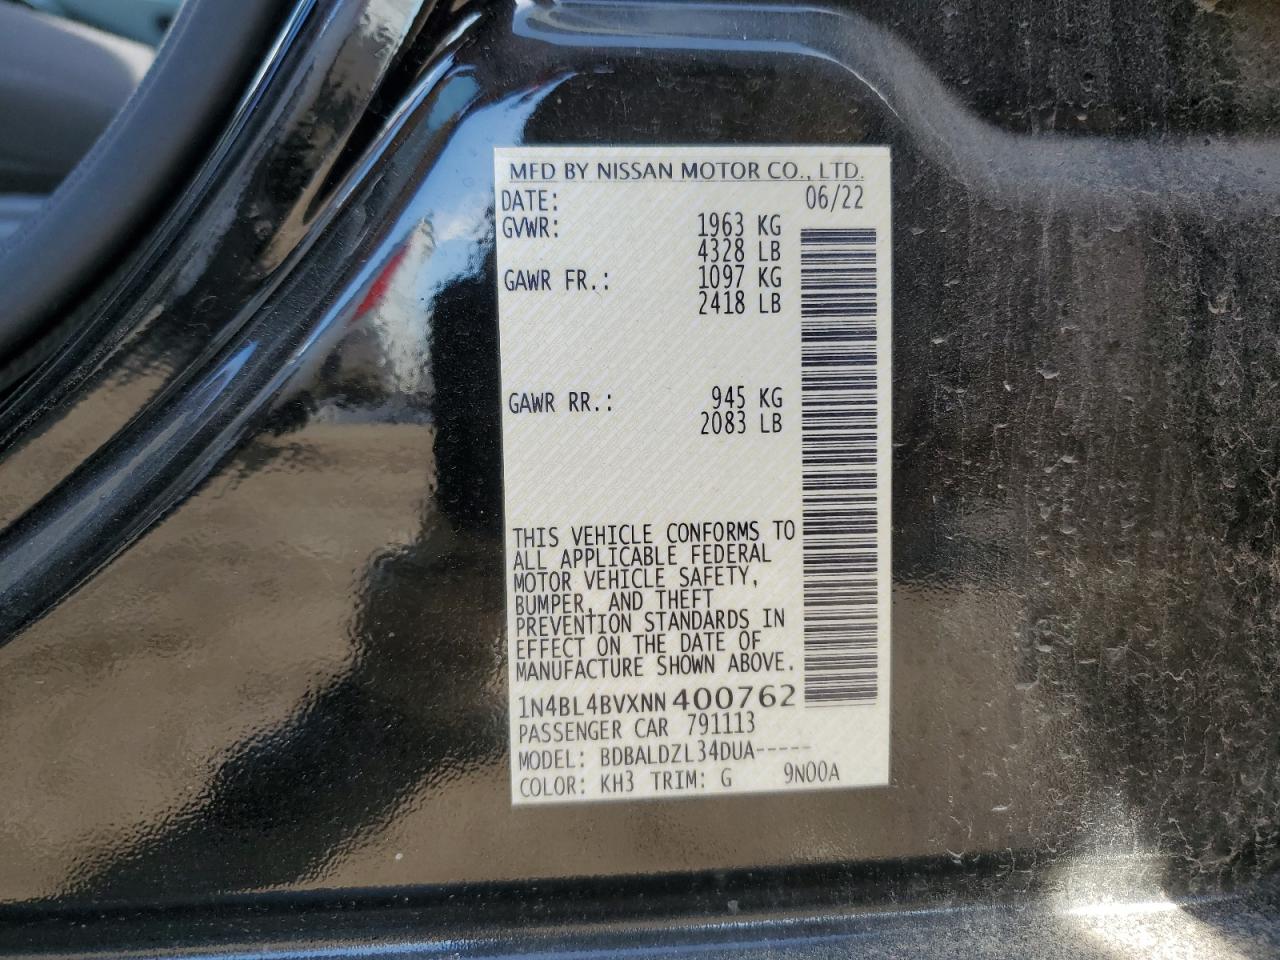 MFD BY NISSAN MOTOR CO., LTD.
DATE: 06/22
GVWR: 1963 KG
4328 LB
GAWR FR.: 1097 KG
2418 LB
GAWR RR.: 945 KG
2083 LB
THIS VEHICLE CONFORMS TO
ALL APPLICABLE FEDERAL
MOTOR VEHICLE SAFETY,
BUMPER, AND THEFT
PREVENTION STANDARDS IN
EFFECT ON THE DATE OF
MANUFACTURE SHOWN ABOVE.
1N4BL4BVXNN400762
PASSENGER CAR 791113
MODEL: BDBALDZL34DUA-----
COLOR: KH3 TRIM: G 9N00A